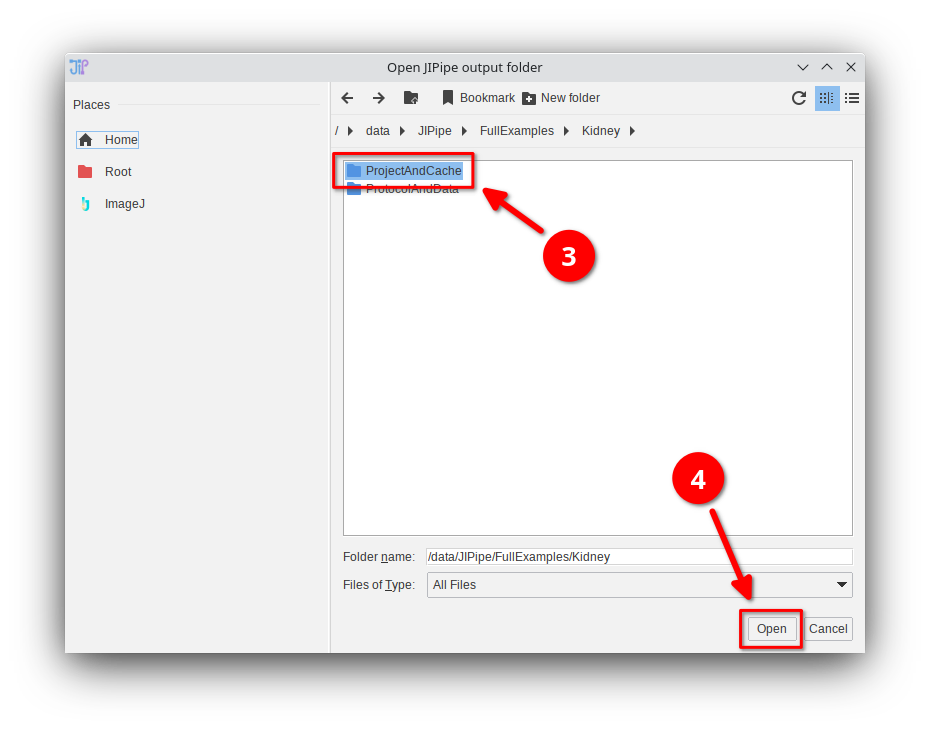 JIP Open JIPipe output folder
Places
Home
Root
ImageJ
Bookmark New folder
/ data JIPipe FullExamples Kidney
ProjectAndCache
ProtocolAndData
3
4
Folder name: /data/JIPipe/FullExamples/Kidney
Files of Type: All Files
Open Cancel